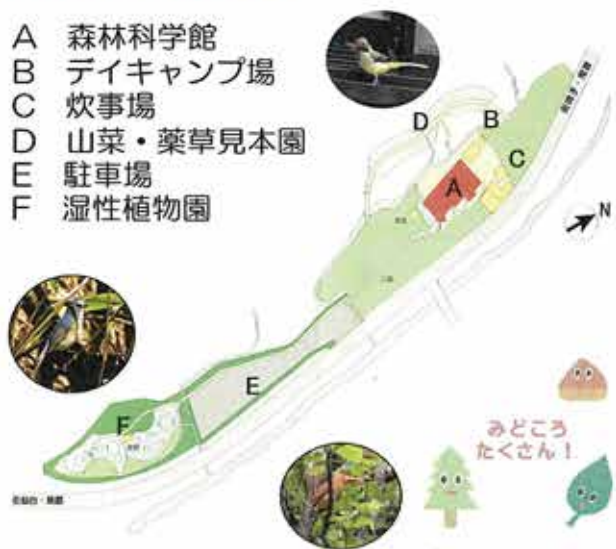 A 森林科学館
B デイキャンプ場
C 炊事場
D 山菜・薬草見本園
E 駐車場
F 湿性植物園
D
B
C
A
N
E
F
みどころ
たくさん！